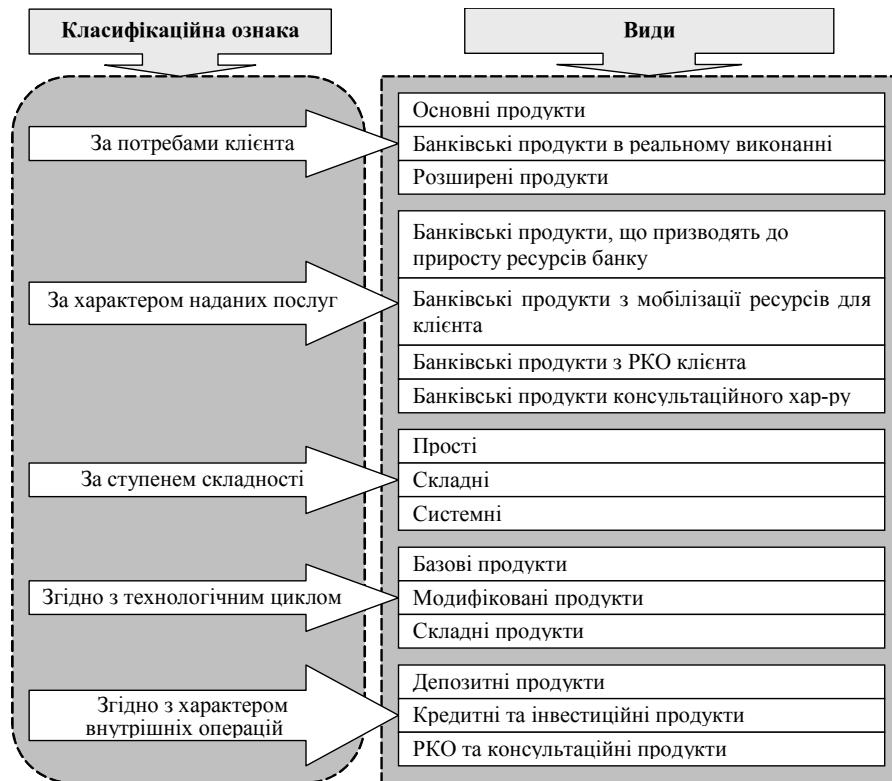 Класифікаційна ознака
Види
За потребами клієнта
Основні продукти
Банківські продукти в реальному виконанні
Розширені продукти
За характером наданих послуг
Банківські продукти, що призводять до
приросту ресурсів банку
Банківські продукти з мобілізації ресурсів для
клієнта
Банківські продукти з РКО клієнта
Банківські продукти консультаційного хар-ру
За ступенем складності
Прості
Складні
Системні
Згідно з технологічним циклом
Базові продукти
Модифіковані продукти
Складні продукти
Згідно з характером
внутрішніх операцій
Депозитні продукти
Кредитні та інвестиційні продукти
РКО та консультаційні продукти